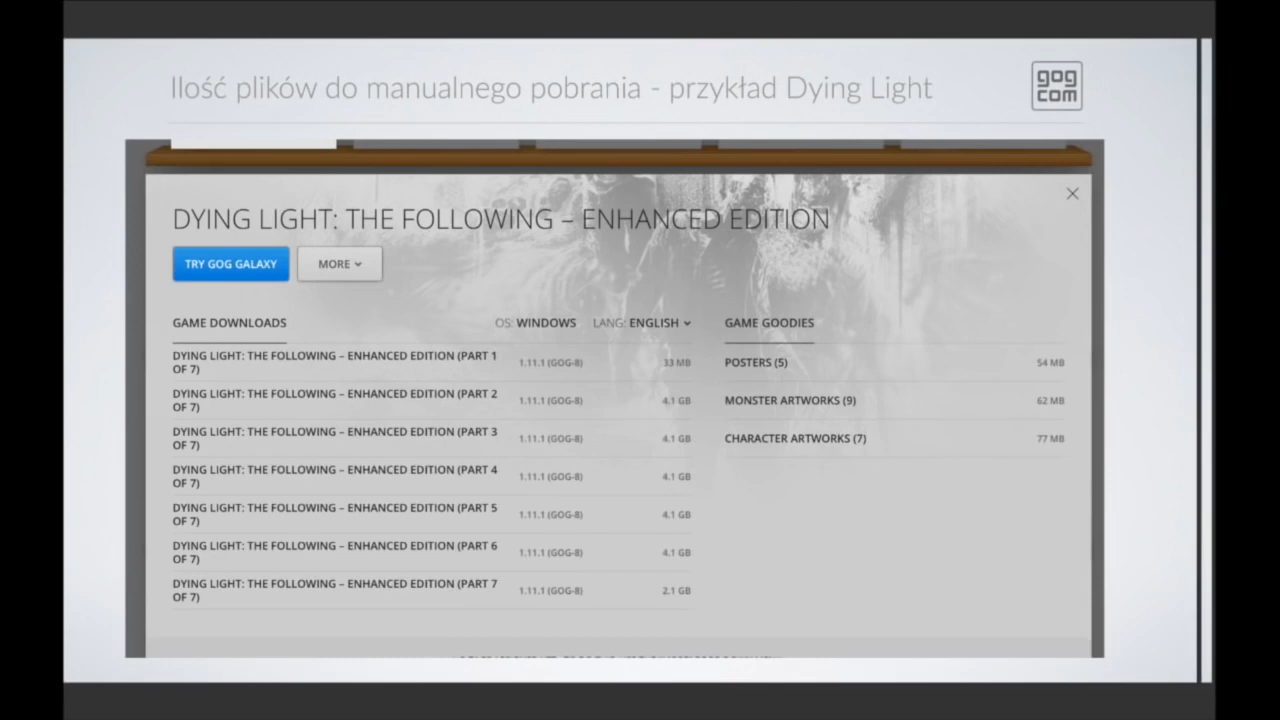 Ilość plików do manualnego pobrania - przykład Dying Light
gog
com
DYING LIGHT: THE FOLLOWING – ENHANCED EDITION
TRY GOG GALAXY
MORE
GAME DOWNLOADS
OS: WINDOWS
LANG: ENGLISH
DYING LIGHT: THE FOLLOWING – ENHANCED EDITION (PART 1
OF 7)
1.11.1 (GOG-8)
33 MB
DYING LIGHT: THE FOLLOWING – ENHANCED EDITION (PART 2
OF 7)
1.11.1 (GOG-8)
4.1 GB
DYING LIGHT: THE FOLLOWING – ENHANCED EDITION (PART 3
OF 7)
1.11.1 (GOG-8)
4.1 GB
DYING LIGHT: THE FOLLOWING – ENHANCED EDITION (PART 4
OF 7)
1.11.1 (GOG-8)
4.1 GB
DYING LIGHT: THE FOLLOWING – ENHANCED EDITION (PART 5
OF 7)
1.11.1 (GOG-8)
4.1 GB
DYING LIGHT: THE FOLLOWING – ENHANCED EDITION (PART 6
OF 7)
1.11.1 (GOG-8)
4.1 GB
DYING LIGHT: THE FOLLOWING – ENHANCED EDITION (PART 7
OF 7)
1.11.1 (GOG-8)
2.1 GB
GAME GOODIES
POSTERS (5)
54 MB
MONSTER ARTWORKS (9)
62 MB
CHARACTER ARTWORKS (7)
77 MB